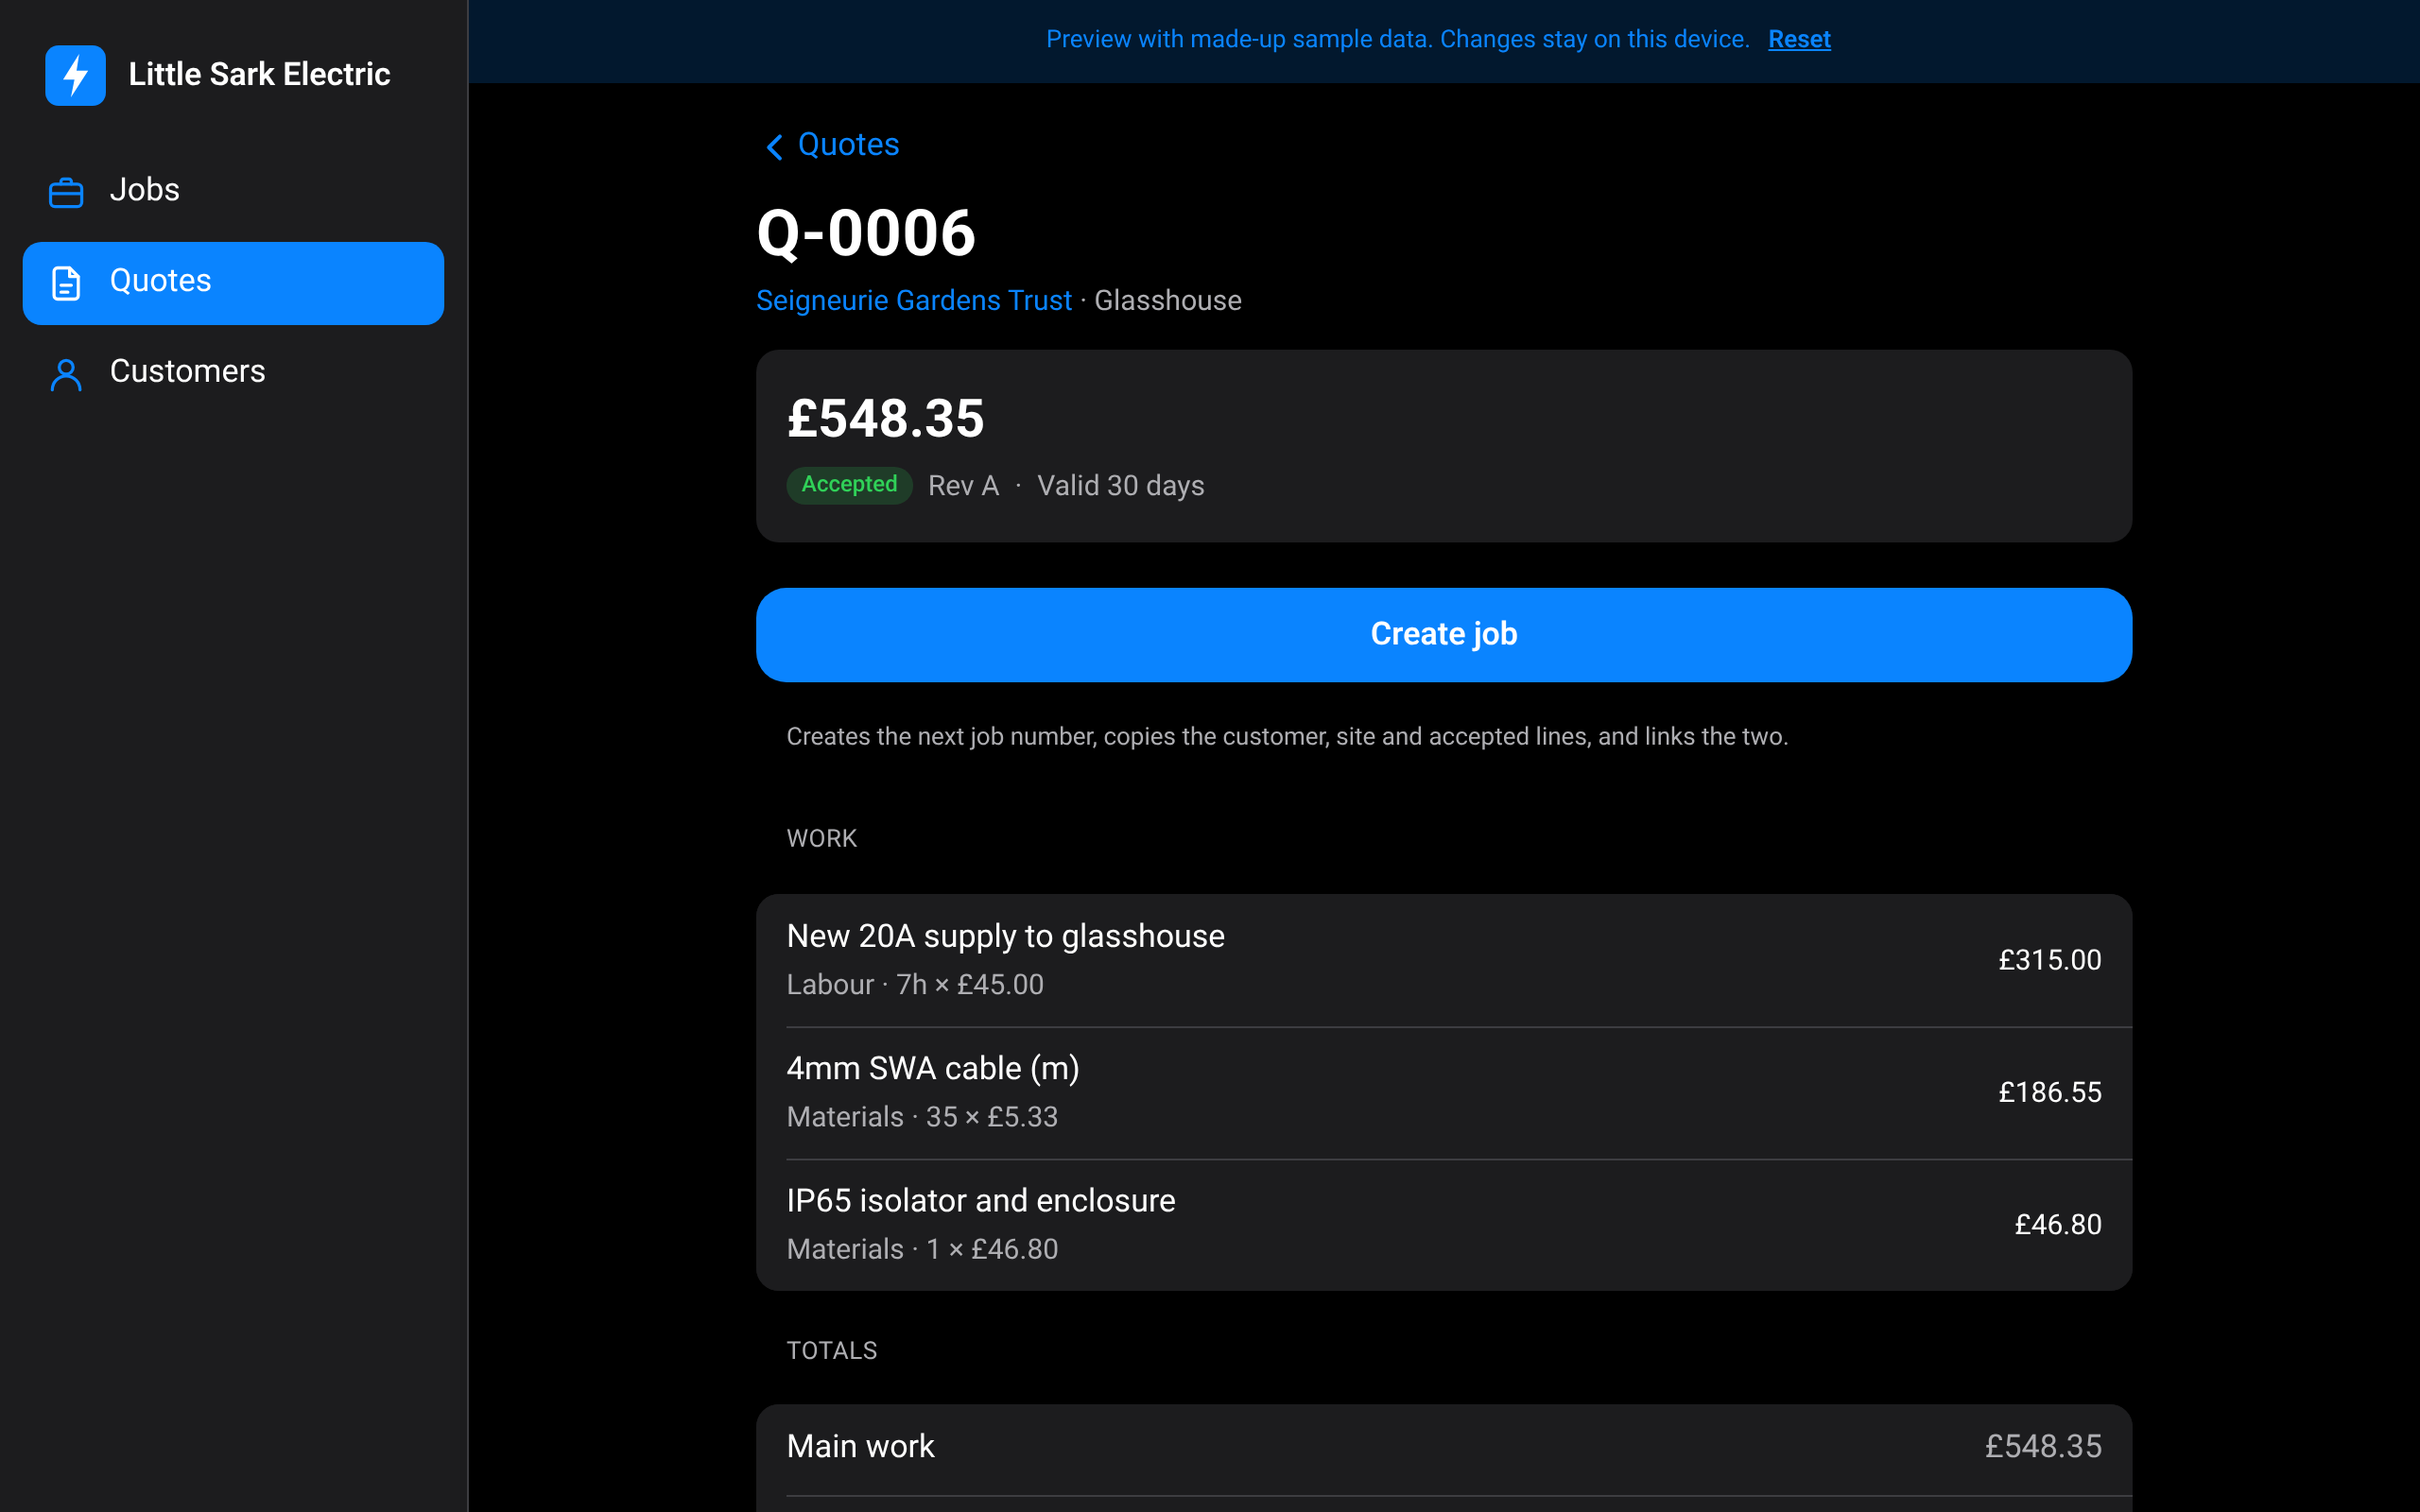 Little Sark Electric
Jobs
Quotes
Customers
Preview with made-up sample data. Changes stay on this device. Reset
Quotes
Q-0006
Seigneurie Gardens Trust · Glasshouse
£548.35
Accepted Rev A · Valid 30 days
Create job
Creates the next job number, copies the customer, site and accepted lines, and links the two.
WORK
New 20A supply to glasshouse
Labour · 7h × £45.00
£315.00
4mm SWA cable (m)
Materials · 35 × £5.33
£186.55
IP65 isolator and enclosure
Materials · 1 × £46.80
£46.80
TOTALS
Main work £548.35